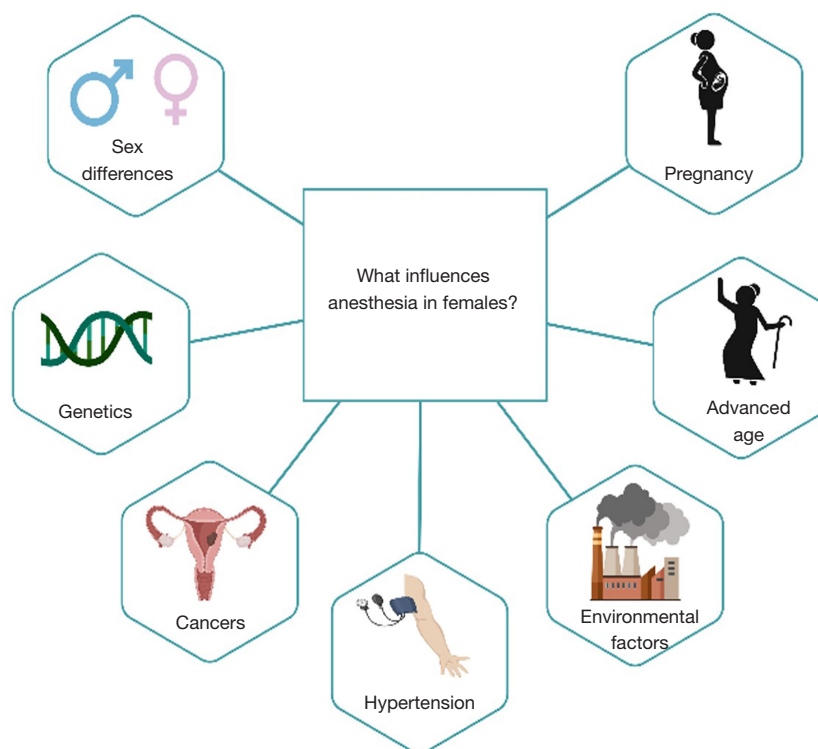 Sex
differences
Pregnancy
What influences
anesthesia in females?
Genetics
Advanced
age
Cancers
Environmental
factors
Hypertension